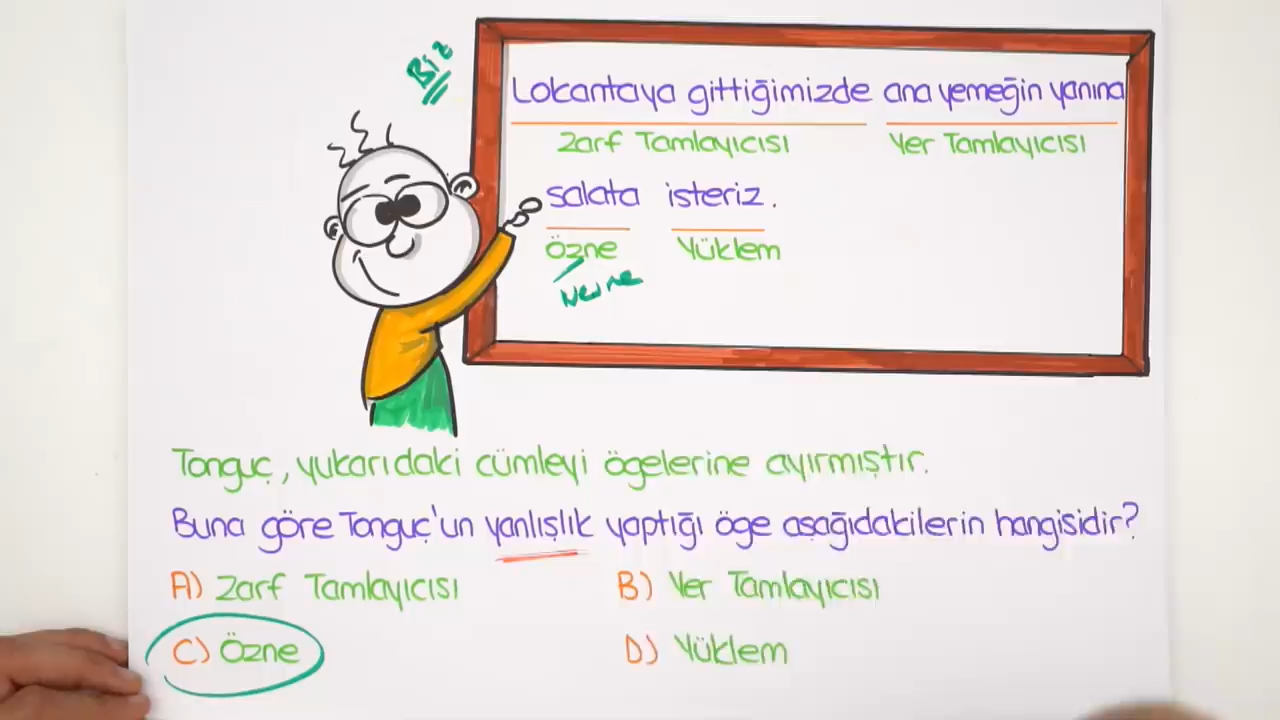 Biz
Lokantaya gittiğimizde ana yemeğin yanına
Zarf Tamlayıcısı Yer Tamlayıcısı
salata isteriz.
Özne Yüklem
Nesne
Tonguç, yukarıdaki cümleyi ögelerine ayırmıştır.
Buna göre Tonguç'un yanlışlık yaptığı öge aşağıdakilerin hangisidir?
A) Zarf Tamlayıcısı B) Yer Tamlayıcısı
C) Özne D) Yüklem